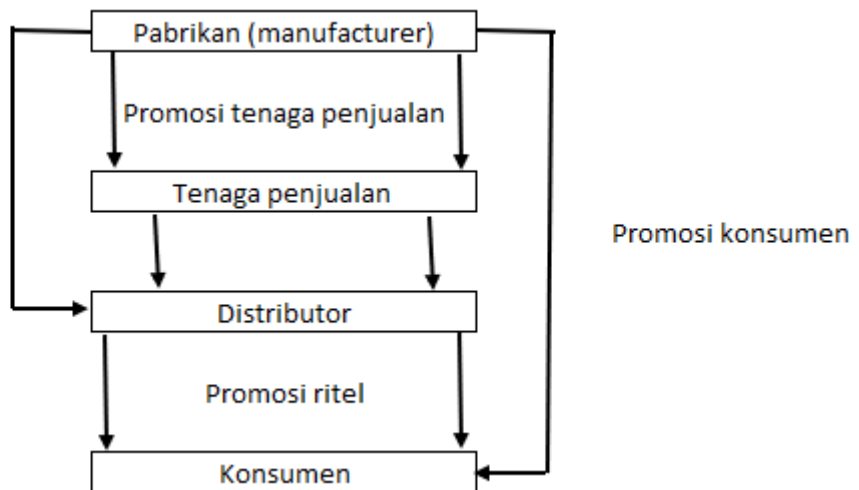 Pabrikan (manufacturer)
Promosi tenaga penjualan
Tenaga penjualan
Promosi konsumen
Distributor
Promosi ritel
Konsumen